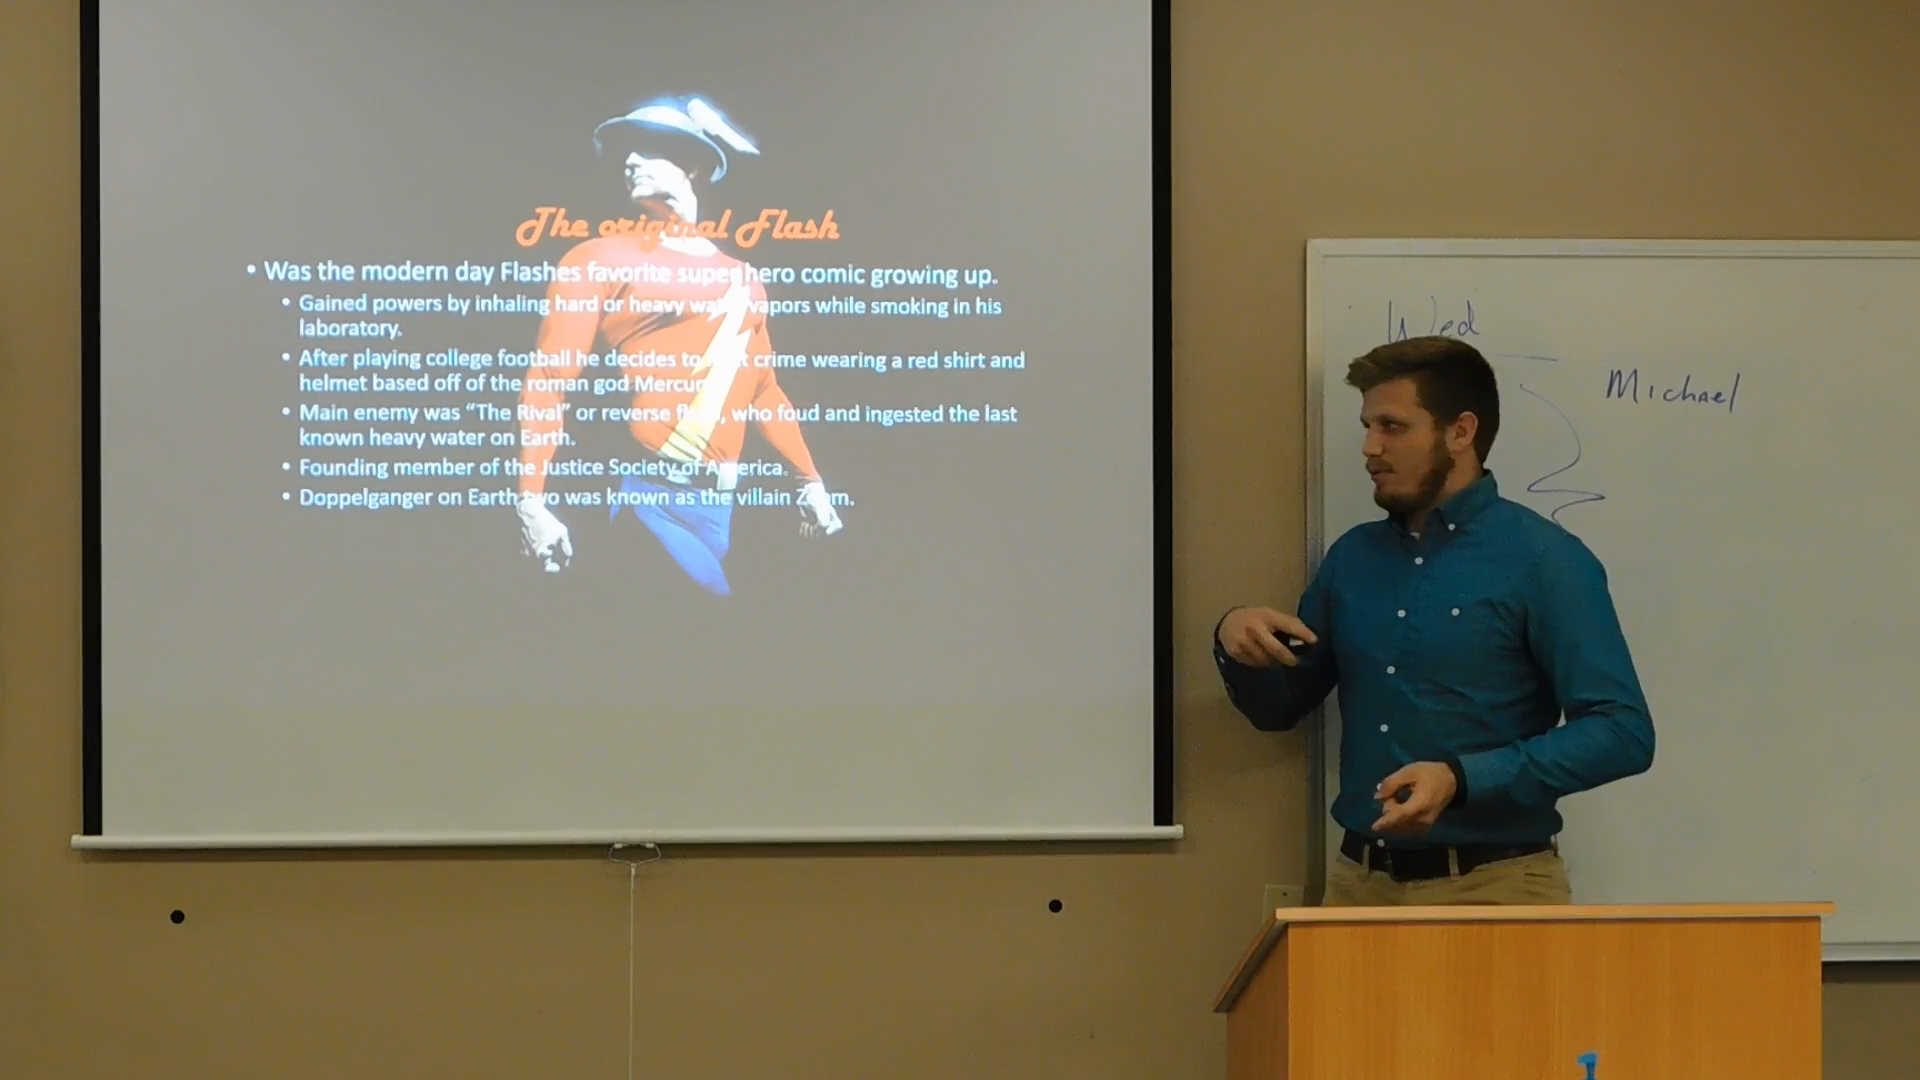 The original Flash
• Was the modern day Flashes favorite super hero comic growing up.
• Gained powers by inhaling hard or heavy water vapors while smoking in his
laboratory.
• After playing college football he decides to crime wearing a red shirt and
helmet based off of the roman god Mercury
• Main enemy was “The Rival” or reverse flash, who foud and ingested the last
known heavy water on Earth.
• Founding member of the Justice Society of America.
• Doppelganger on Earth two was known as the villain Zoom.
Wed
Michael